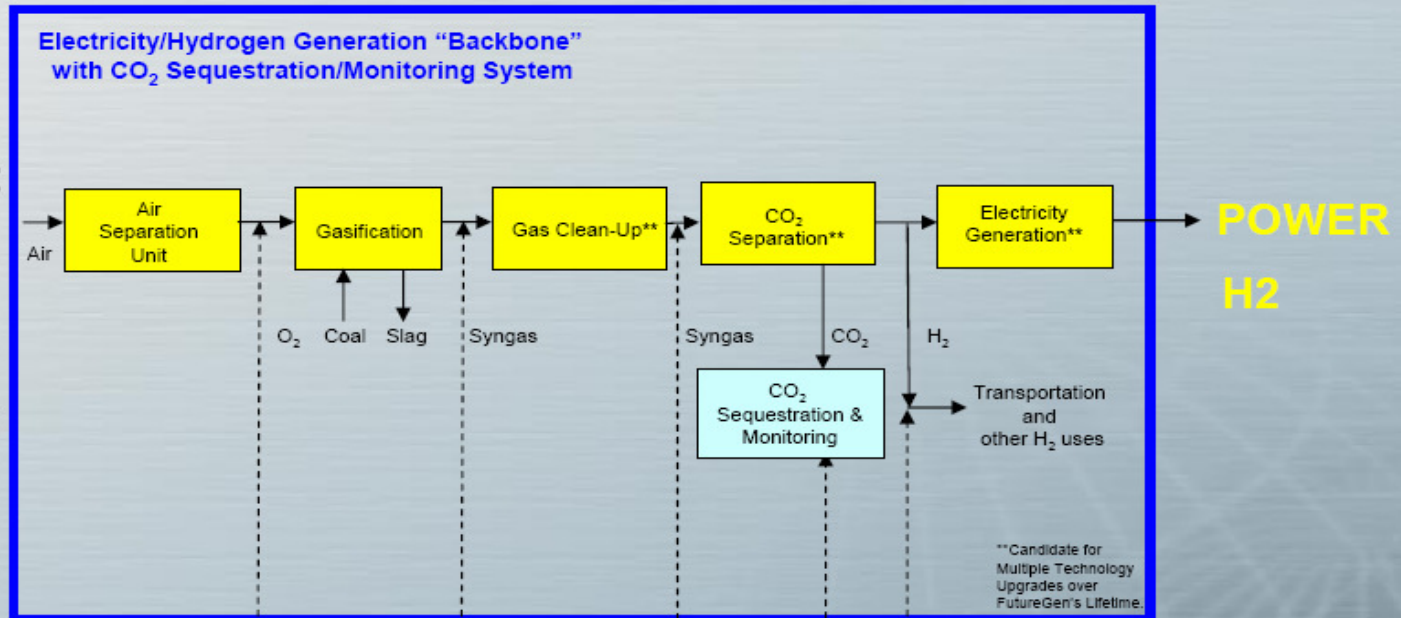 Electricity/Hydrogen Generation “Backbone”
with CO₂ Sequestration/Monitoring System
Air
Separation
Unit
Gasification
Gas Clean-Up**
CO₂
Separation**
Electricity
Generation**
POWER
H2
Air
O₂
Coal
Slag
Syngas
Syngas
CO₂
H₂
CO₂
Sequestration &
Monitoring
Transportation
and
other H₂ uses
**Candidate for
Multiple Technology
Upgrades over
FutureGen's Lifetime.